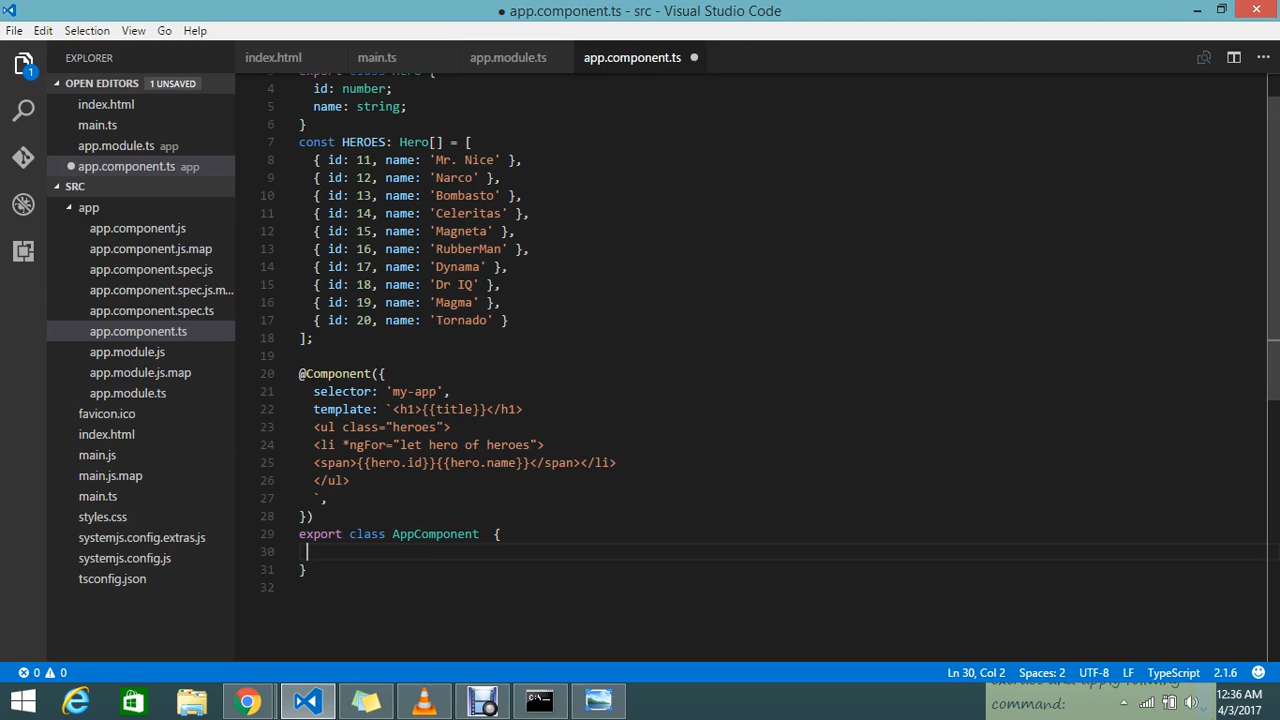 ● app.component.ts - src - Visual Studio Code
File Edit Selection View Go Help
EXPLORER
index.html main.ts app.module.ts app.component.ts
OPEN EDITORS 1 UNSAVED
index.html
main.ts
app.module.ts app
app.component.ts app
SRC
app
app.component.js
app.component.js.map
app.component.spec.js
app.component.spec.js.m...
app.component.spec.ts
app.component.ts
app.module.js
app.module.js.map
app.module.ts
favicon.ico
index.html
main.js
main.js.map
main.ts
styles.css
systemjs.config.extras.js
systemjs.config.js
tsconfig.json
1
3 export class Hero {
4 id: number;
5 name: string;
6 }
7 const HEROES: Hero[] = [
8 { id: 11, name: 'Mr. Nice' },
9 { id: 12, name: 'Narco' },
10 { id: 13, name: 'Bombasto' },
11 { id: 14, name: 'Celeritas' },
12 { id: 15, name: 'Magneta' },
13 { id: 16, name: 'RubberMan' },
14 { id: 17, name: 'Dynama' },
15 { id: 18, name: 'Dr IQ' },
16 { id: 19, name: 'Magma' },
17 { id: 20, name: 'Tornado' }
18 ];
19
20 @Component({
21 selector: 'my-app',
22 template: `<h1>{{title}}</h1>
23 <ul class="heroes">
24 <li *ngFor="let hero of heroes">
25 <span>{{hero.id}}{{hero.name}}</span></li>
26 </ul>
27 `,
28 })
29 export class AppComponent {
30
31 }
32
0 0 Ln 30, Col 2 Spaces: 2 UTF-8 LF TypeScript 2.1.6
command:
12:36 AM
4/3/2017